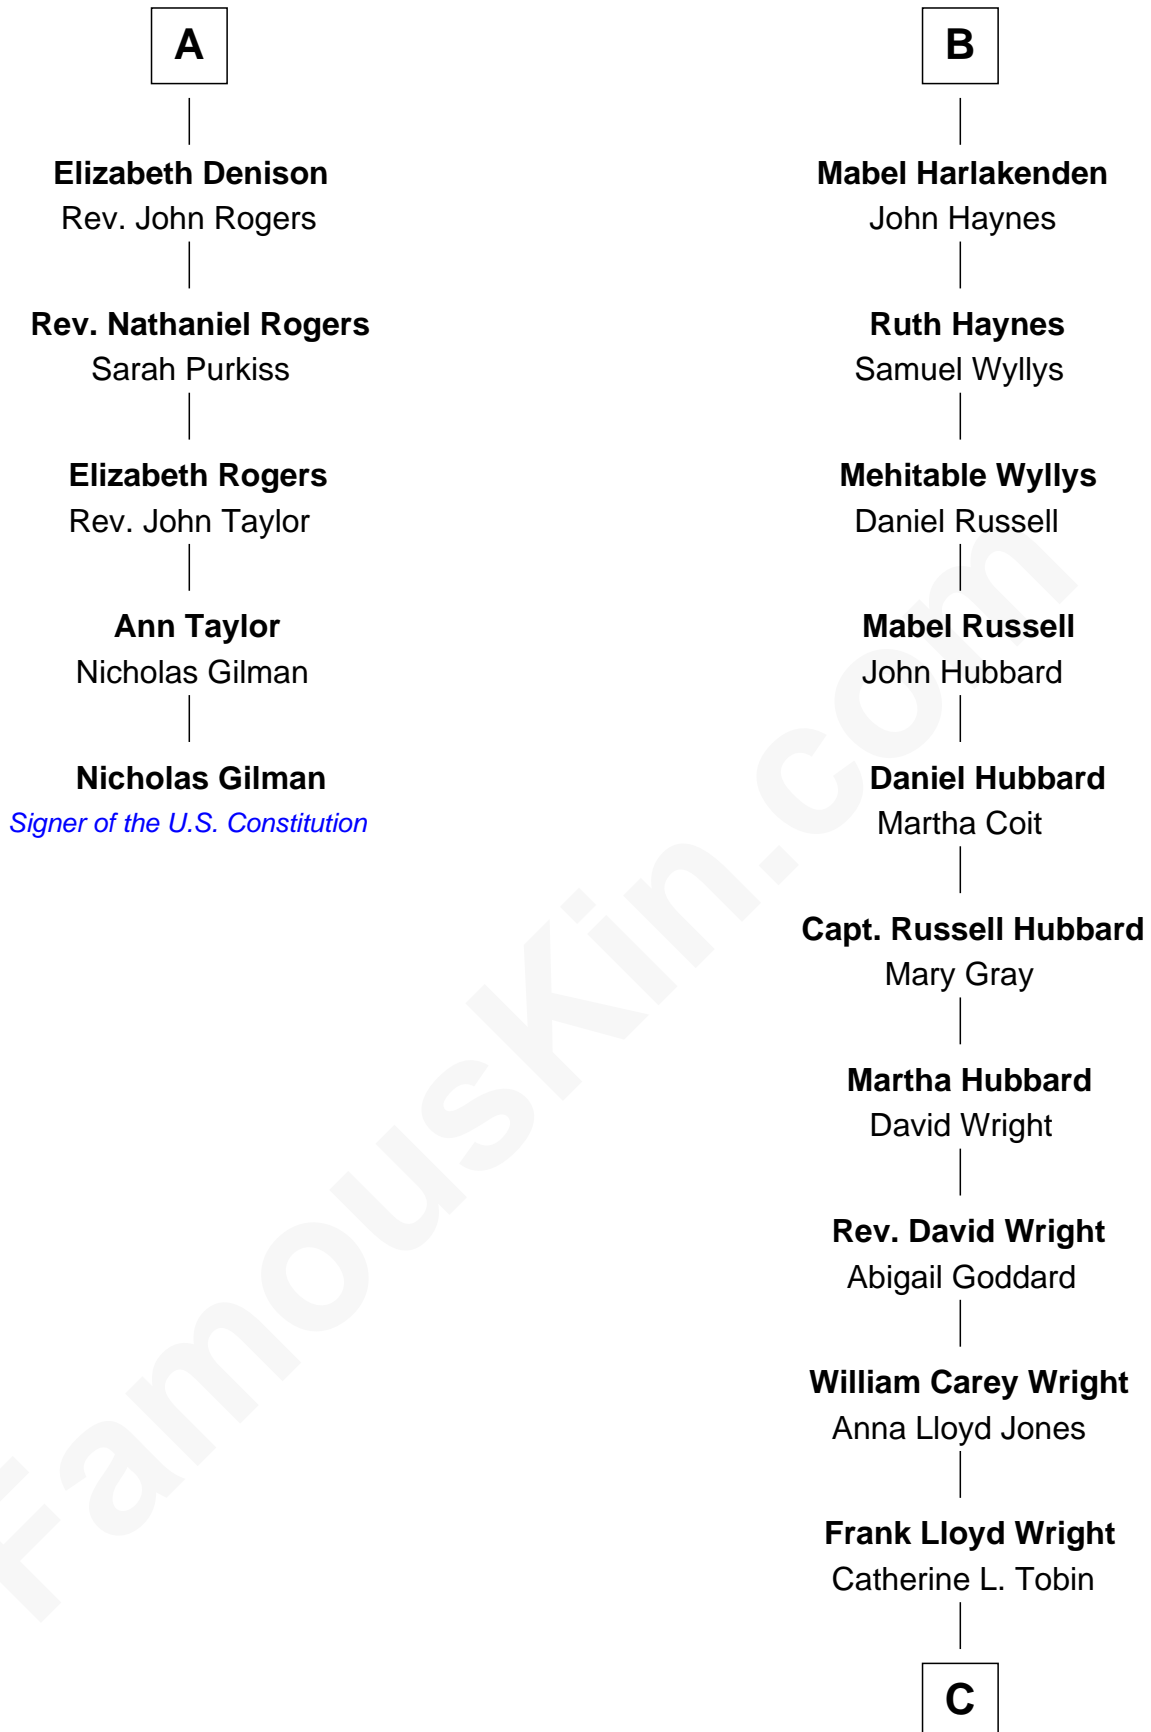 A
Elizabeth Denison
Rev. John Rogers
Rev. Nathaniel Rogers
Sarah Purkiss
Elizabeth Rogers
Rev. John Taylor
Ann Taylor
Nicholas Gilman
Nicholas Gilman
Signer of the U.S. Constitution
B
Mabel Harlakenden
John Haynes
Ruth Haynes
Samuel Wyllys
Mehitable Wyllys
Daniel Russell
Mabel Russell
John Hubbard
Daniel Hubbard
Martha Coit
Capt. Russell Hubbard
Mary Gray
Martha Hubbard
David Wright
Rev. David Wright
Abigail Goddard
William Carey Wright
Anna Lloyd Jones
Frank Lloyd Wright
Catherine L. Tobin
C
FamousKin.com